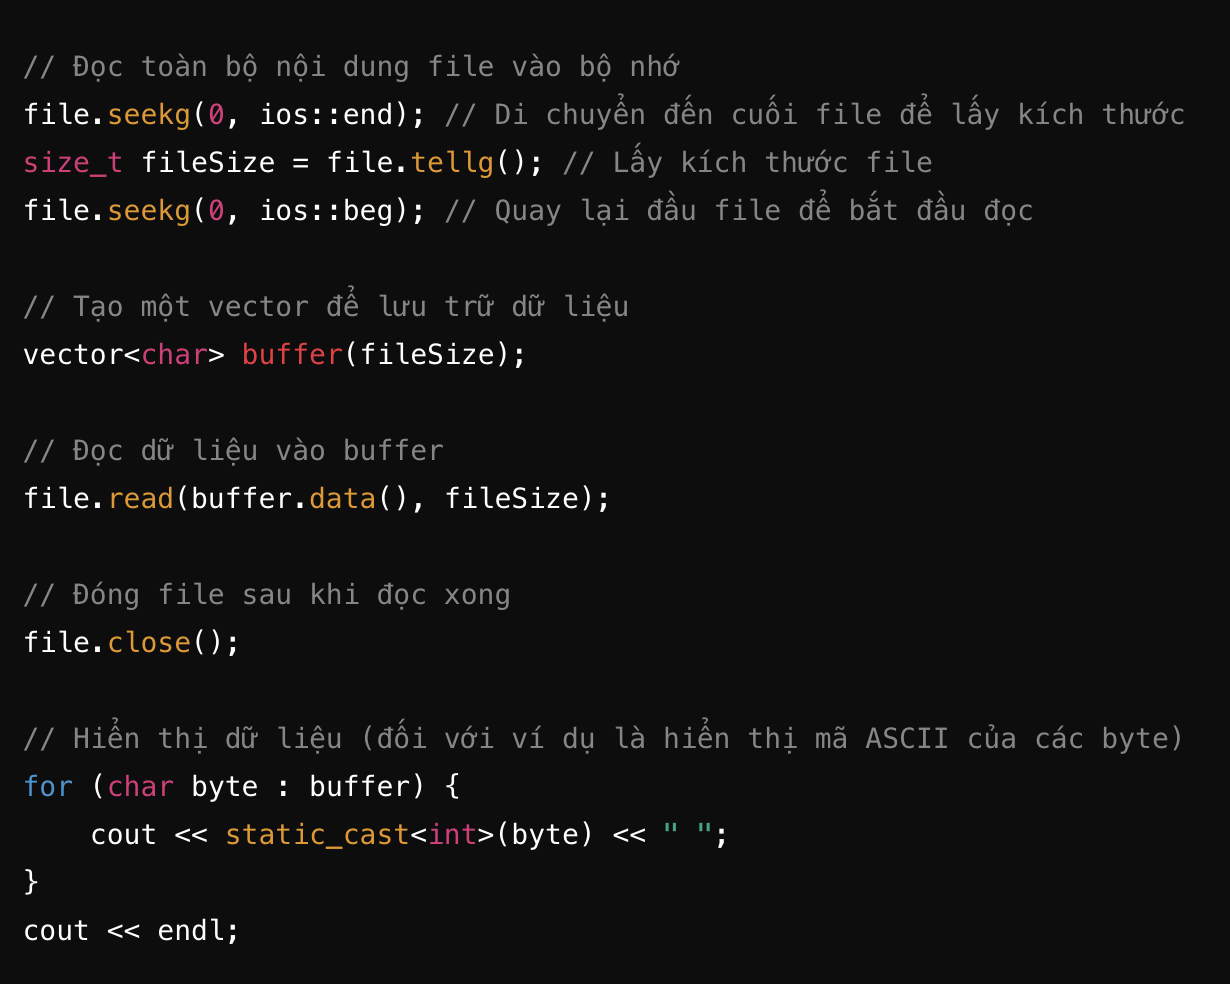 // Đọc toàn bộ nội dung file vào bộ nhớ
file.seekg(0, ios::end); // Di chuyển đến cuối file để lấy kích thước
size_t fileSize = file.tellg(); // Lấy kích thước file
file.seekg(0, ios::beg); // Quay lại đầu file để bắt đầu đọc
// Tạo một vector để lưu trữ dữ liệu
vector<char> buffer(fileSize);
// Đọc dữ liệu vào buffer
file.read(buffer.data(), fileSize);
// Đóng file sau khi đọc xong
file.close();
// Hiển thị dữ liệu (đối với ví dụ là hiển thị mã ASCII của các byte)
for (char byte : buffer) {
    cout << static_cast<int>(byte) << " ";
}
cout << endl;